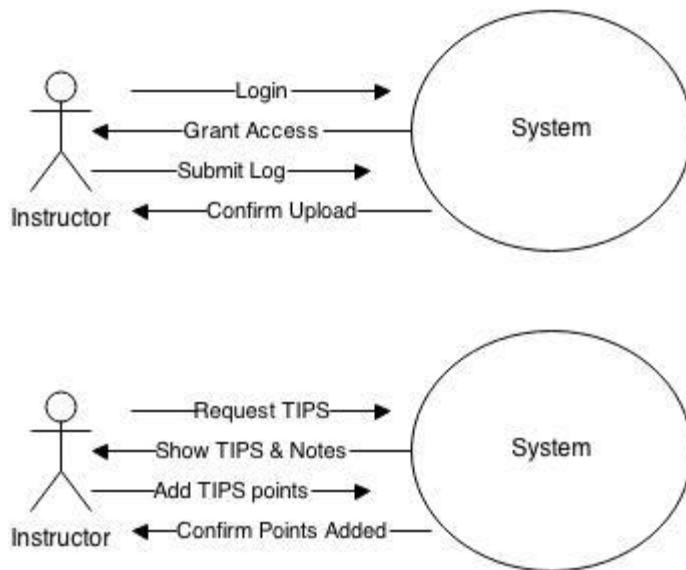 Login
Grant Access
System
Submit Log
Instructor
Confirm Upload
Request TIPS
Show TIPS & Notes
System
Add TIPS points
Instructor
Confirm Points Added